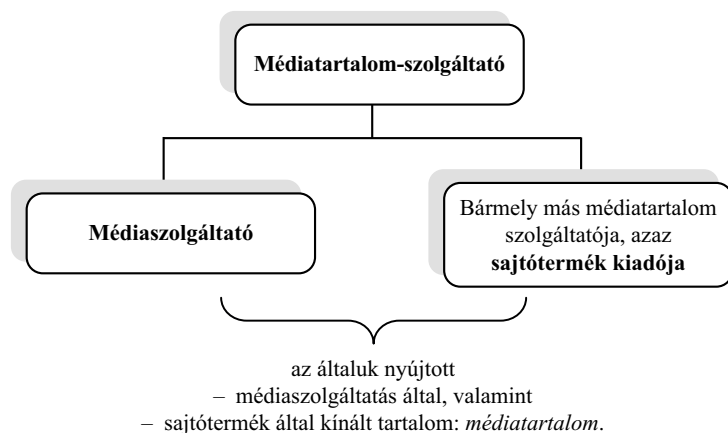 Médiatartalom-szolgáltató
Médiaszolgáltató
Bármely más médiatartalom
szolgáltatója, azaz
sajtótermék kiadója
az általuk nyújtott
– médiaszolgáltatás által, valamint
– sajtótermék által kínált tartalom: médiatartalom.